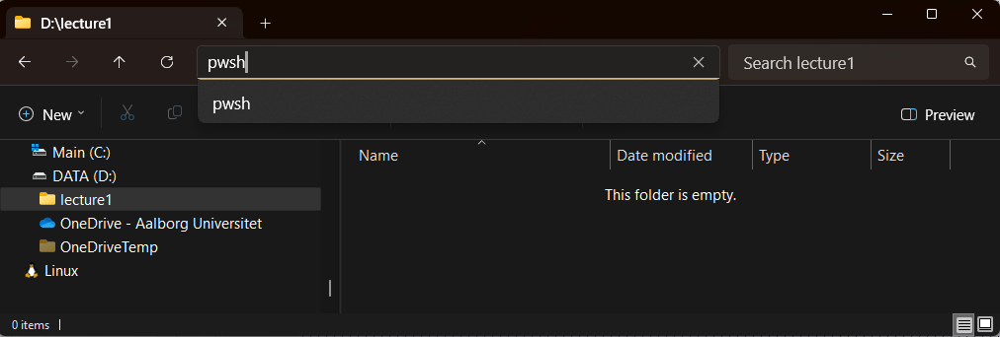 D:\lecture1
pwsh
Search lecture1
pwsh
New
Preview
Main (C:)
DATA (D:)
lecture1
OneDrive - Aalborg Universitet
OneDriveTemp
Linux
Name
Date modified
Type
Size
This folder is empty.
0 items